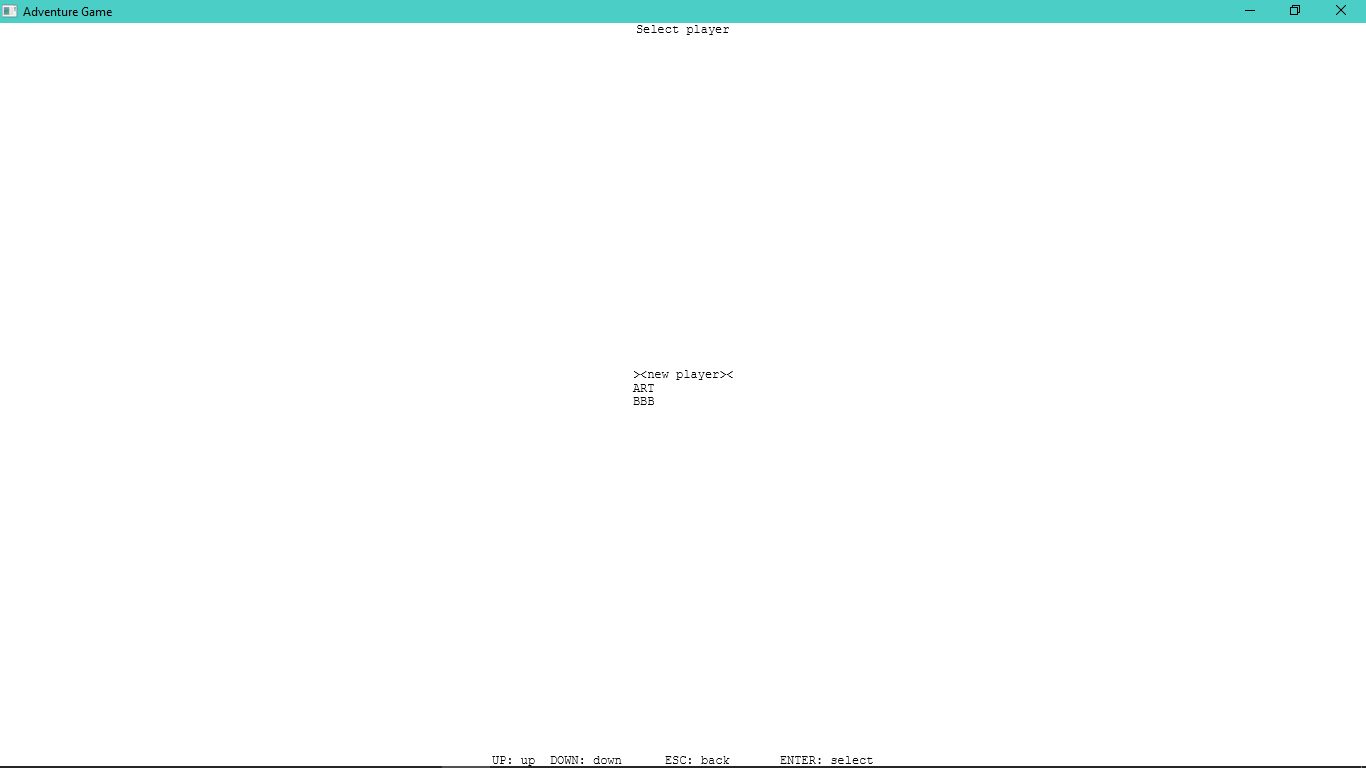 Adventure Game
Select player
><new player><
ART
BBB
UP: up  DOWN: down      ESC: back       ENTER: select